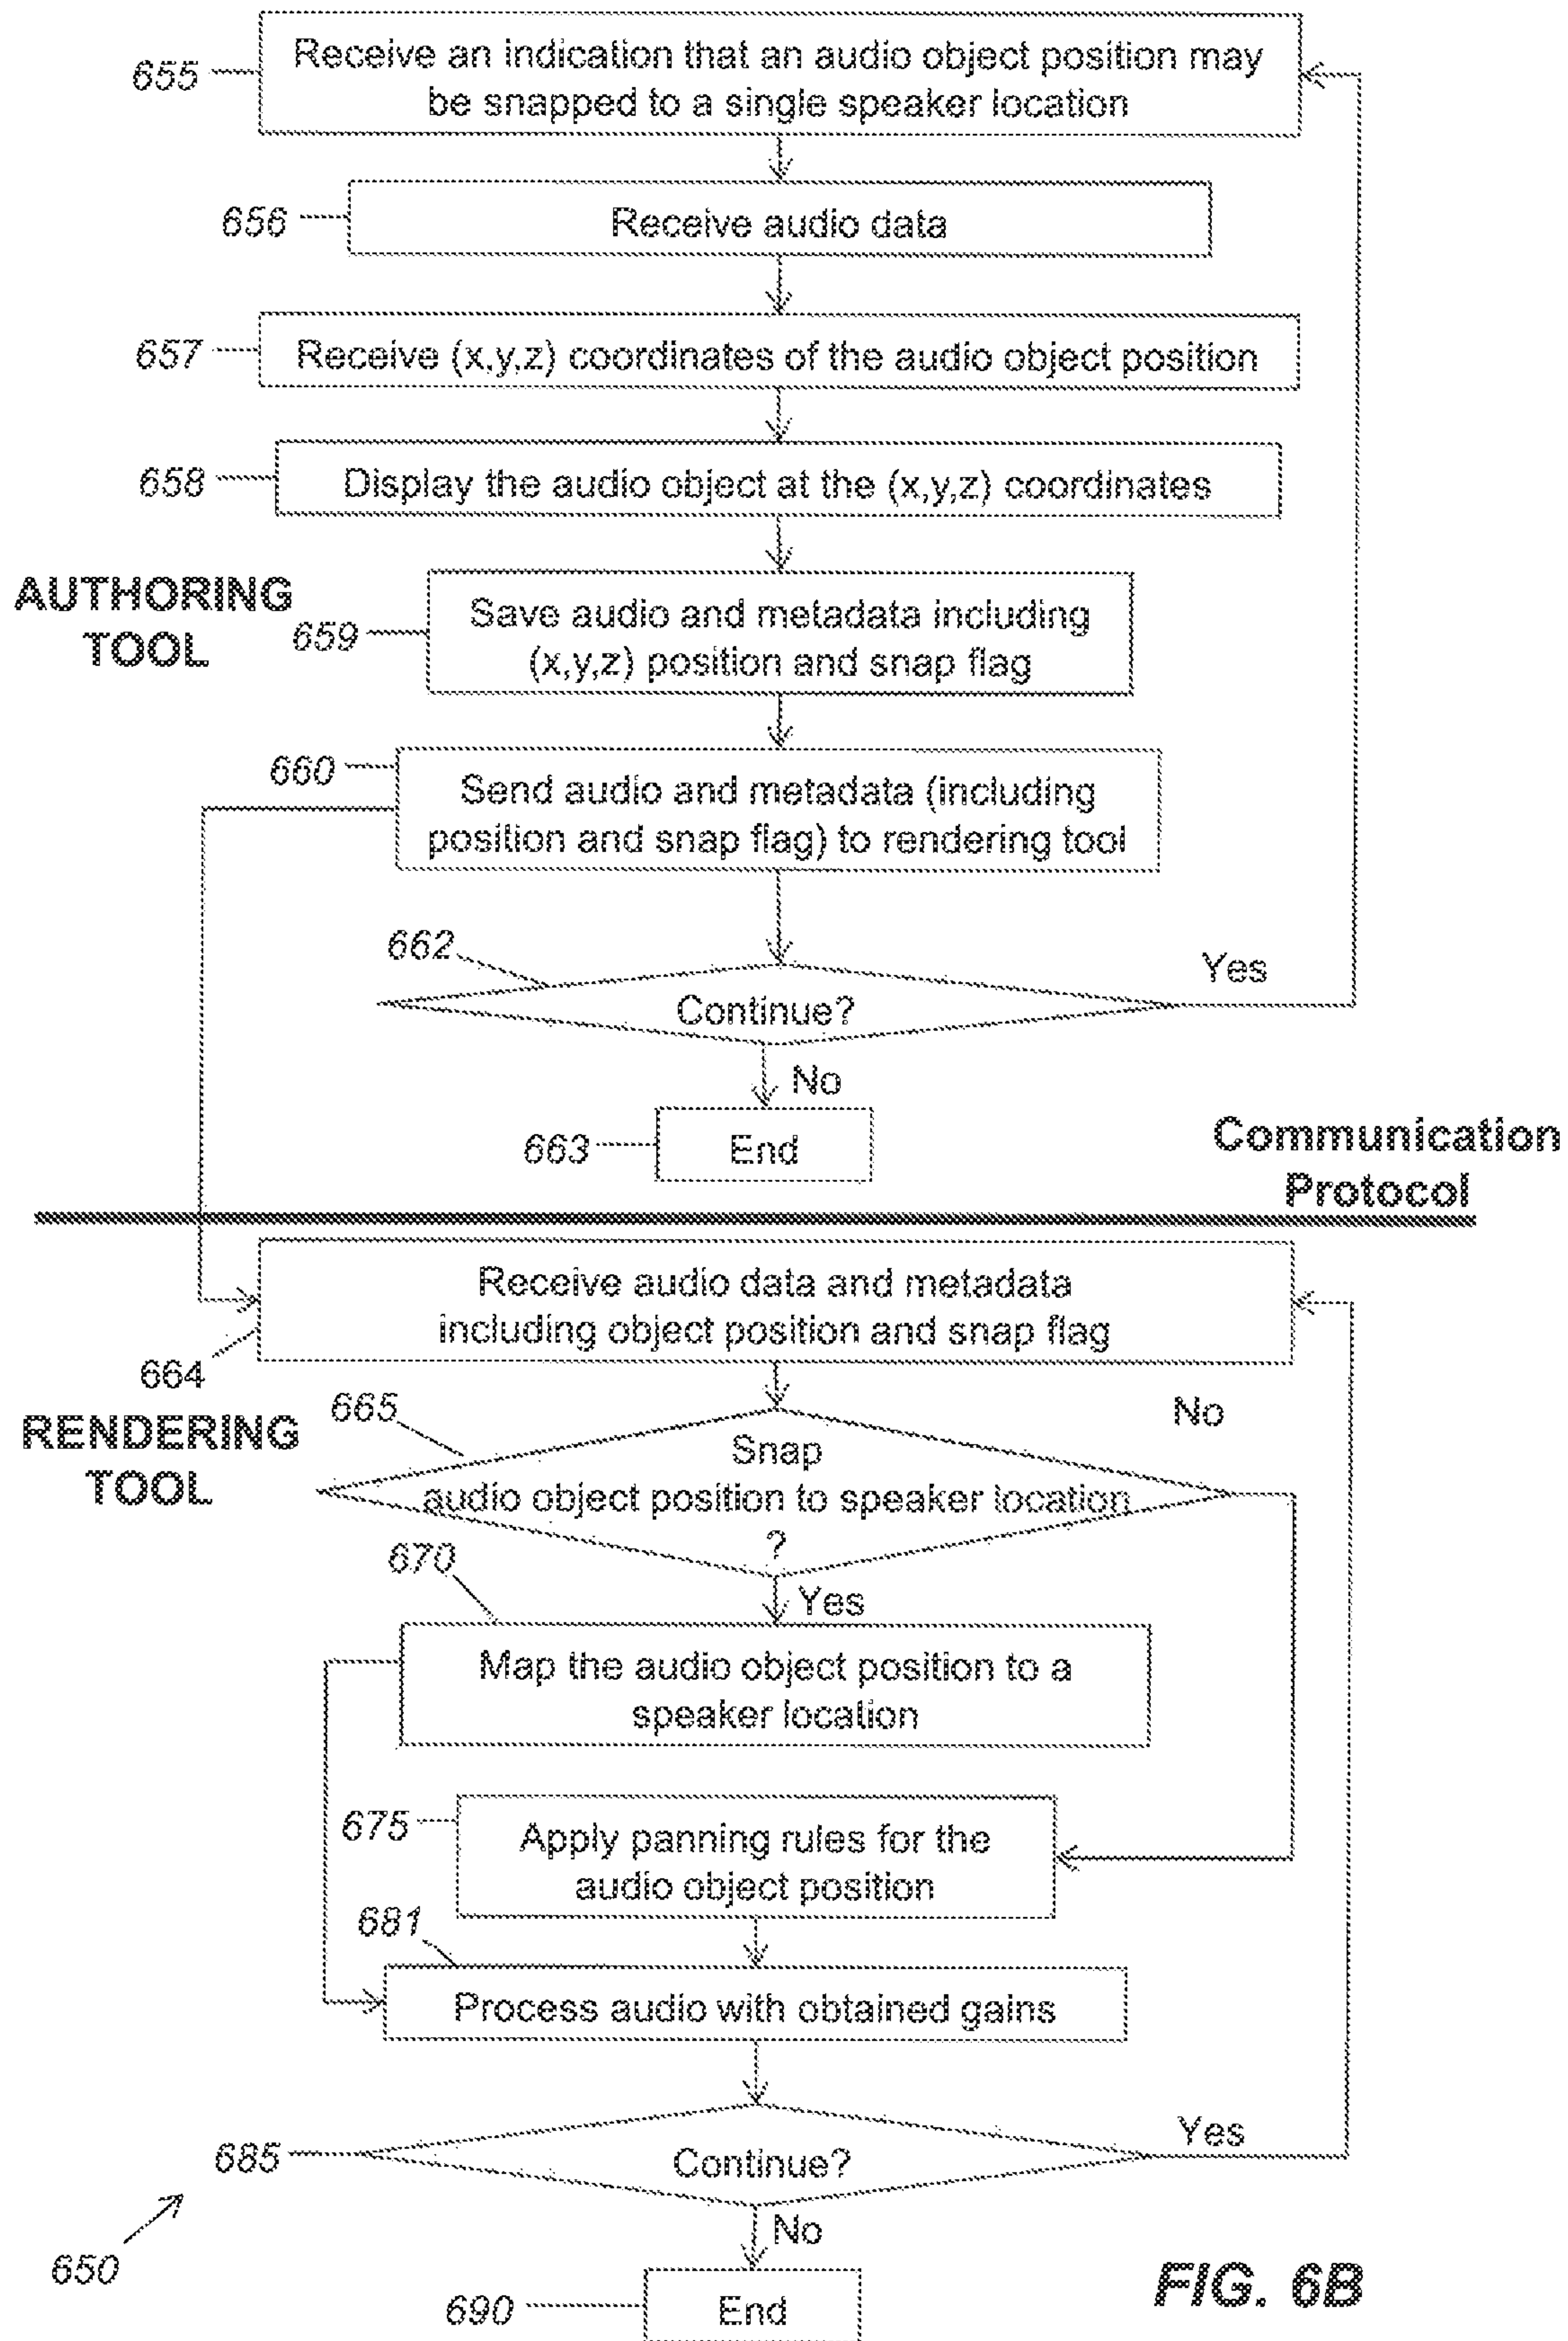 655
Receive an indication that an audio object position may
be snapped to a single speaker location
656
Receive audio data
657
Receive (x,y,z) coordinates of the audio object position
658
Display the audio object at the (x,y,z) coordinates
AUTHORING
TOOL
659
Save audio and metadata including
(x,y,z) position and snap flag
660
Send audio and metadata (including
position and snap flag) to rendering tool
662
Continue?
Yes
No
663
End
Communication
Protocol
Receive audio data and metadata
including object position and snap flag
664
RENDERING
TOOL
665
No
Snap
audio object position to speaker location
?
670
Yes
Map the audio object position to a
speaker location
675
Apply panning rules for the
audio object position
681
Process audio with obtained gains
685
Continue?
Yes
No
650
690
End
FIG. 6B